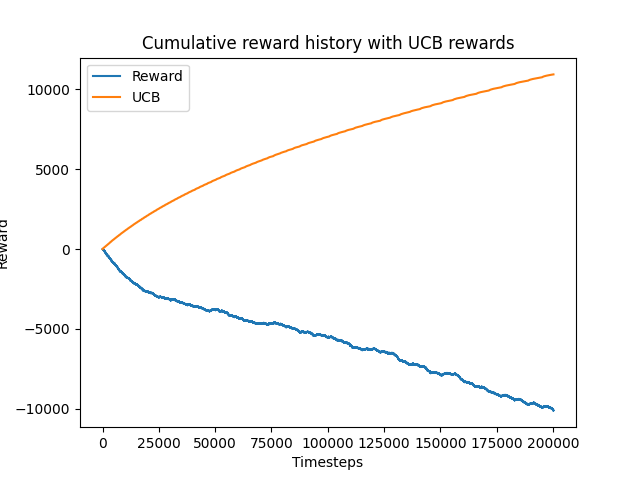 Cumulative reward history with UCB rewards
Reward
UCB
10000
5000
0
−5000
−10000
Reward
0 25000 50000 75000 100000 125000 150000 175000 200000
Timesteps